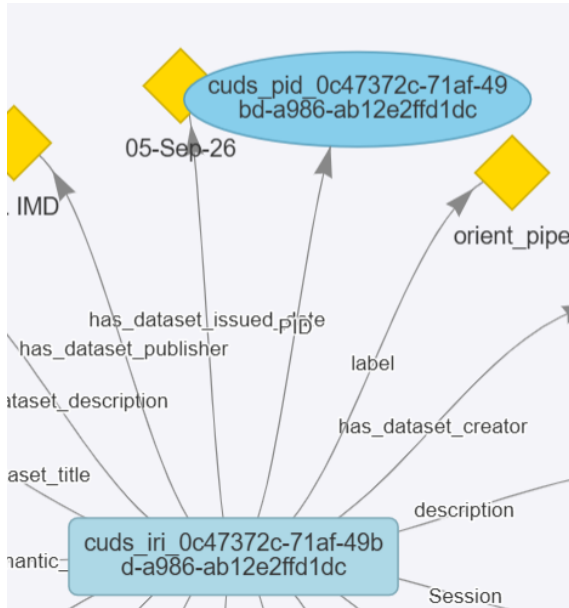 cuds_pid_0c47372c-71af-49
bd-a986-ab12e2ffd1dc
05-Sep-26
. IMD
orient_pipe
has_dataset_issued_date
PID
has_dataset_publisher
label
ataset_description
has_dataset_creator
aset_title
description
cuds_iri_0c47372c-71af-49b
d-a986-ab12e2ffd1dc
mantic_
Session